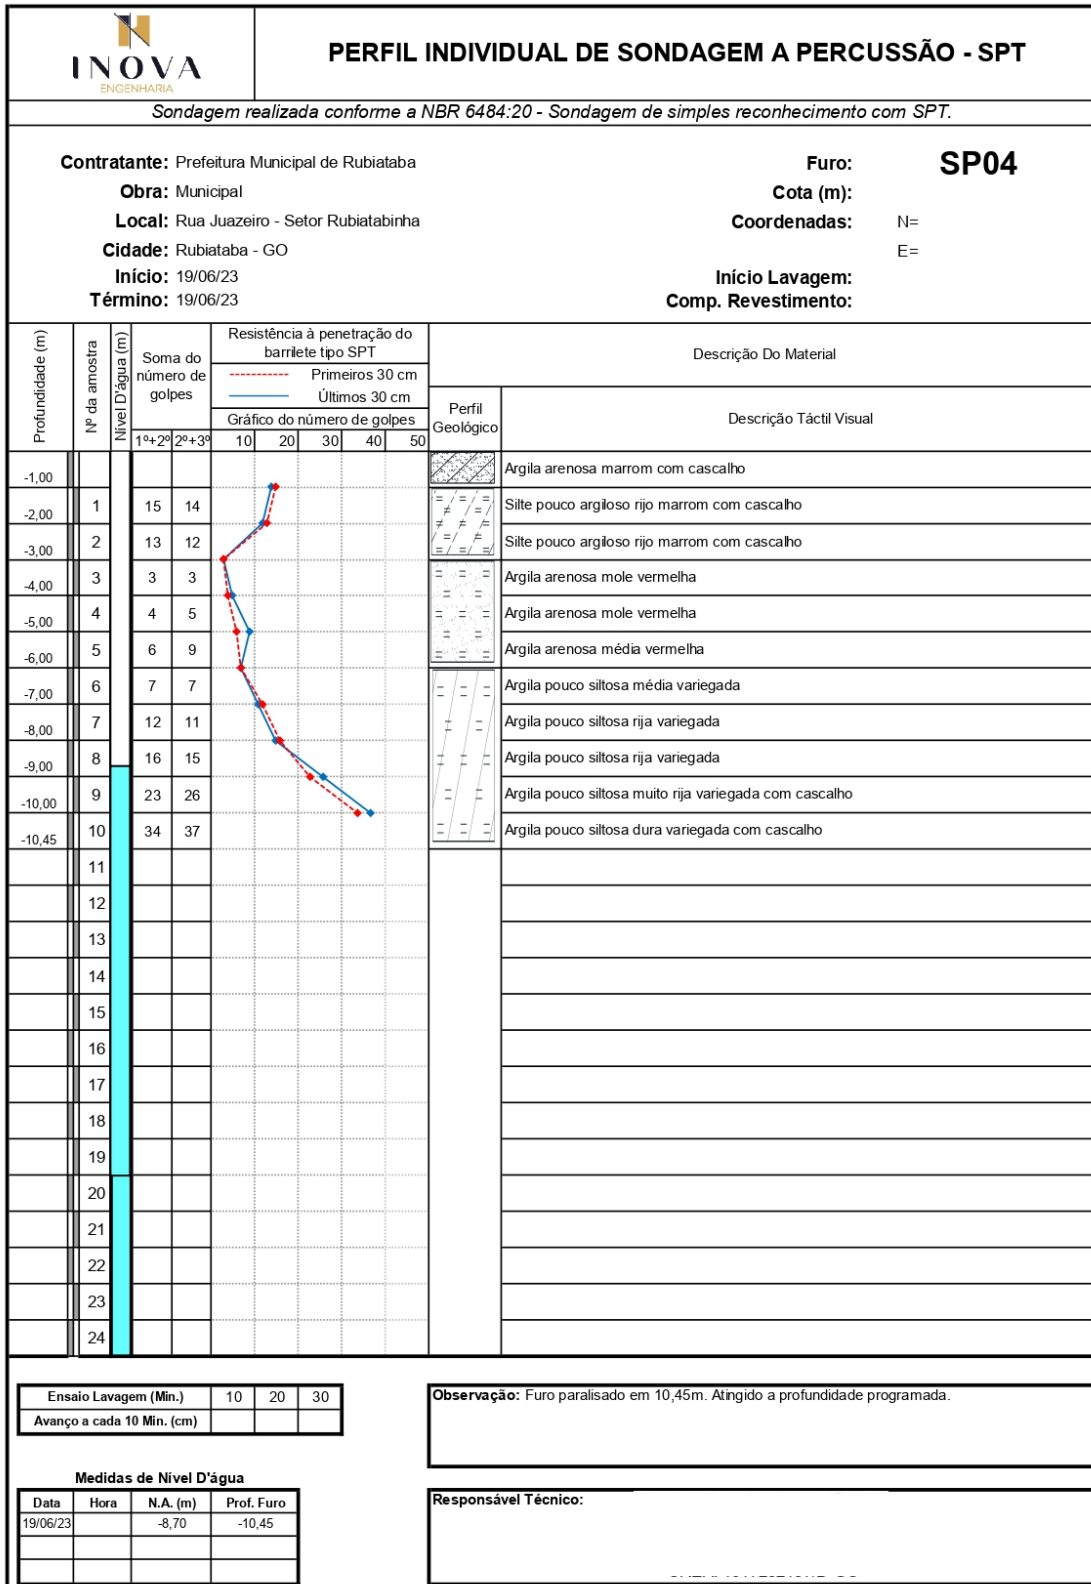 INOVA
ENGENHARIA
PERFIL INDIVIDUAL DE SONDAGEM A PERCUSSÃO - SPT
Sondagem realizada conforme a NBR 6484:20 - Sondagem de simples reconhecimento com SPT.
Contratante: Prefeitura Municipal de Rubiataba
Obra: Municipal
Local: Rua Juazeiro - Setor Rubiatabinha
Cidade: Rubiataba - GO
Início: 19/06/23
Término: 19/06/23
Furo: SP04
Cota (m):
Coordenadas: N=
E=
Início Lavagem:
Comp. Revestimento:
Profundidade (m)
Nº da amostra
Nível D'água (m)
Soma do
número de
golpes
1º+2º 2º+3º
Resistência à penetração do
barrilete tipo SPT
Primeiros 30 cm
Últimos 30 cm
Gráfico do número de golpes
10 20 30 40 50
Descrição Do Material
Perfil
Geológico
Descrição Táctil Visual
-1,00 Argila arenosa marrom com cascalho
-2,00 1 15 14 Silte pouco argiloso rijo marrom com cascalho
-3,00 2 13 12 Silte pouco argiloso rijo marrom com cascalho
-4,00 3 3 3 Argila arenosa mole vermelha
-5,00 4 4 5 Argila arenosa mole vermelha
-6,00 5 6 9 Argila arenosa média vermelha
-7,00 6 7 7 Argila pouco siltosa média variegada
-8,00 7 12 11 Argila pouco siltosa rija variegada
-9,00 8 16 15 Argila pouco siltosa rija variegada
-10,00 9 23 26 Argila pouco siltosa muito rija variegada com cascalho
-10,45 10 34 37 Argila pouco siltosa dura variegada com cascalho
11
12
13
14
15
16
17
18
19
20
21
22
23
24
Ensaio Lavagem (Min.) 10 20 30
Avanço a cada 10 Min. (cm)
Observação: Furo paralisado em 10,45m. Atingido a profundidade programada.
Medidas de Nível D'água
Data Hora N.A. (m) Prof. Furo
19/06/23 -8,70 -10,45
Responsável Técnico: